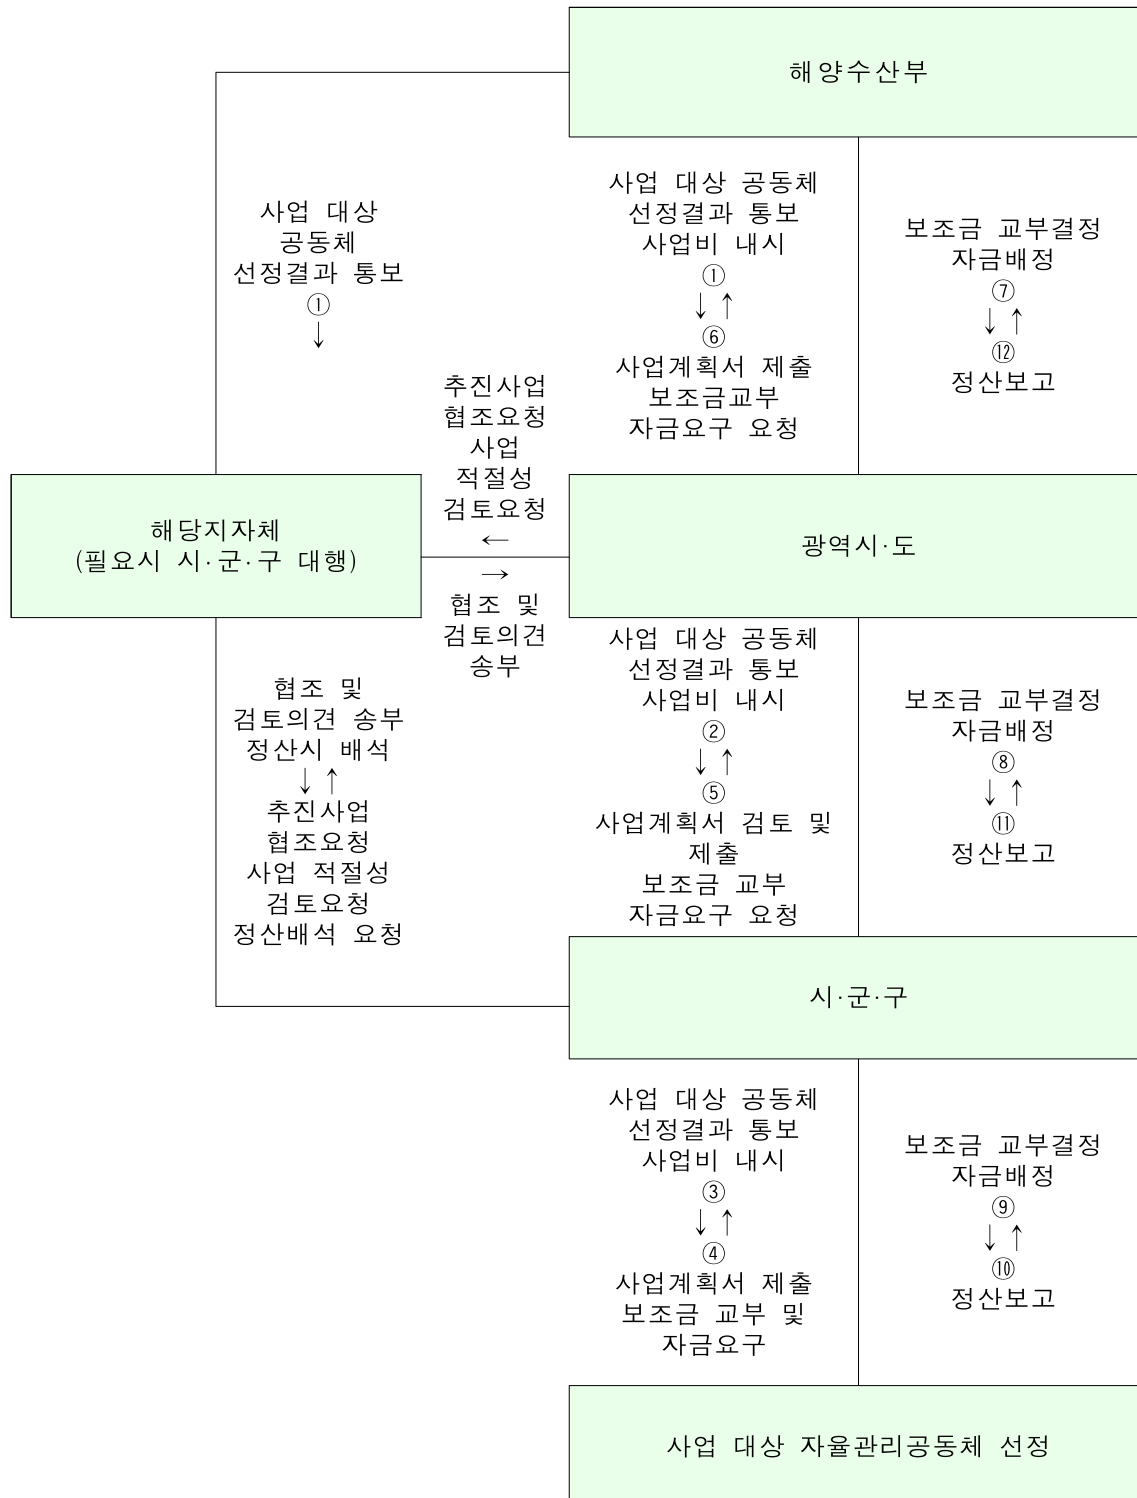 해양수산부
사업 대상
공동체
선정결과 통보
①
↓
사업 대상 공동체
선정결과 통보
사업비 내시
①
↓ ↑
⑥
사업계획서 제출
보조금교부
자금요구 요청
보조금 교부결정
자금배정
⑦
↓ ↑
⑫
정산보고
추진사업
협조요청
사업
적절성
검토요청
←
해당지자체
(필요시 시·군·구 대행)
광역시·도
→
협조 및
검토의견
송부
협조 및
검토의견 송부
정산시 배석
↓ ↑
추진사업
협조요청
사업 적절성
검토요청
정산배석 요청
사업 대상 공동체
선정결과 통보
사업비 내시
②
↓ ↑
⑤
사업계획서 검토 및
제출
보조금 교부
자금요구 요청
보조금 교부결정
자금배정
⑧
↓ ↑
⑪
정산보고
시·군·구
사업 대상 공동체
선정결과 통보
사업비 내시
③
↓ ↑
④
사업계획서 제출
보조금 교부 및
자금요구
보조금 교부결정
자금배정
⑨
↓ ↑
⑩
정산보고
사업 대상 자율관리공동체 선정